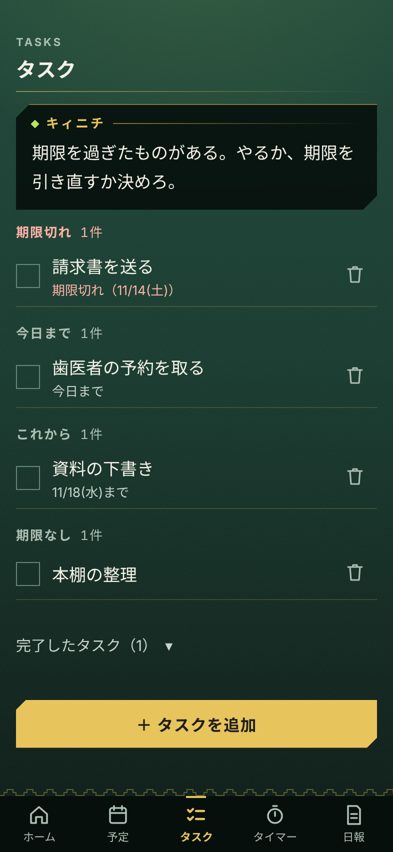 TASKS
タスク
キィニチ
期限を過ぎたものがある。やるか、期限を
引き直すか決めろ。
期限切れ 1件
請求書を送る
期限切れ（11/14(土)）
今日まで 1件
歯医者の予約を取る
今日まで
これから 1件
資料の下書き
11/18(水)まで
期限なし 1件
本棚の整理
完了したタスク（1） ▼
＋ タスクを追加
ホーム 予定 タスク タイマー 日報